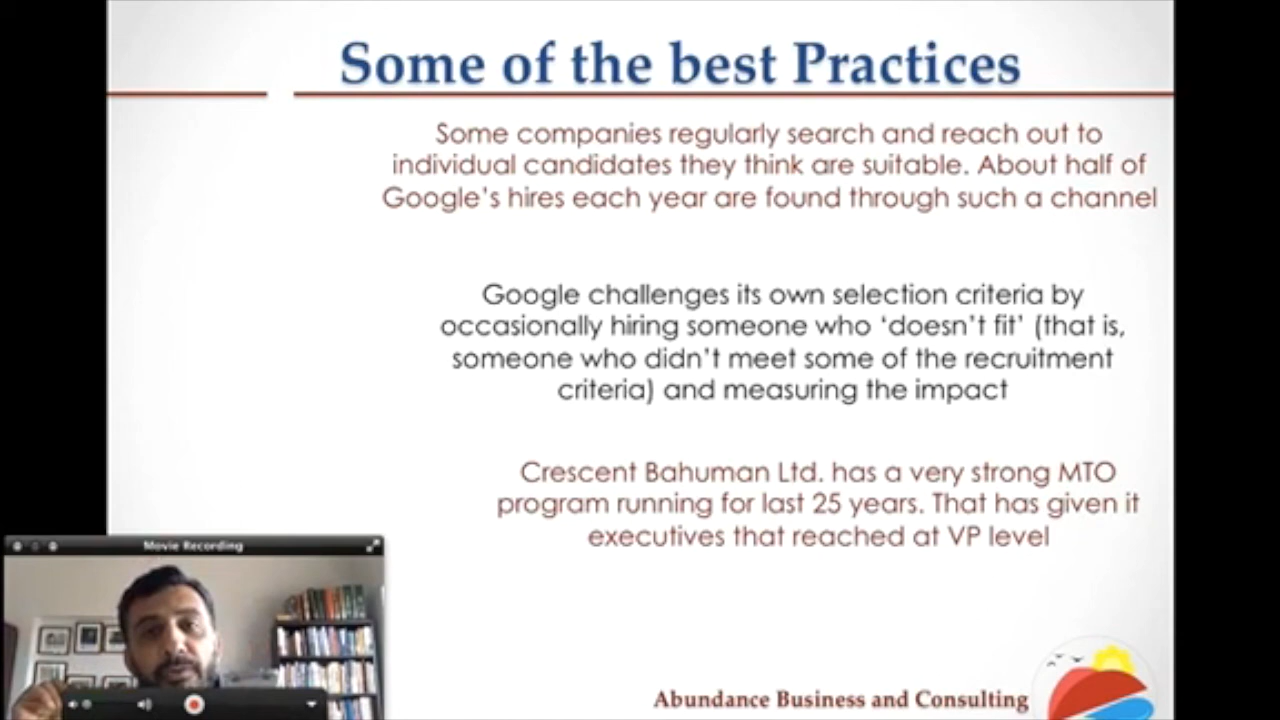 Some of the best Practices
Some companies regularly search and reach out to
individual candidates they think are suitable. About half of
Google’s hires each year are found through such a channel
Google challenges its own selection criteria by
occasionally hiring someone who ‘doesn’t fit’ (that is,
someone who didn’t meet some of the recruitment
criteria) and measuring the impact
Crescent Bahuman Ltd. has a very strong MTO
program running for last 25 years. That has given it
executives that reached at VP level
Movie Recording
Abundance Business and Consulting